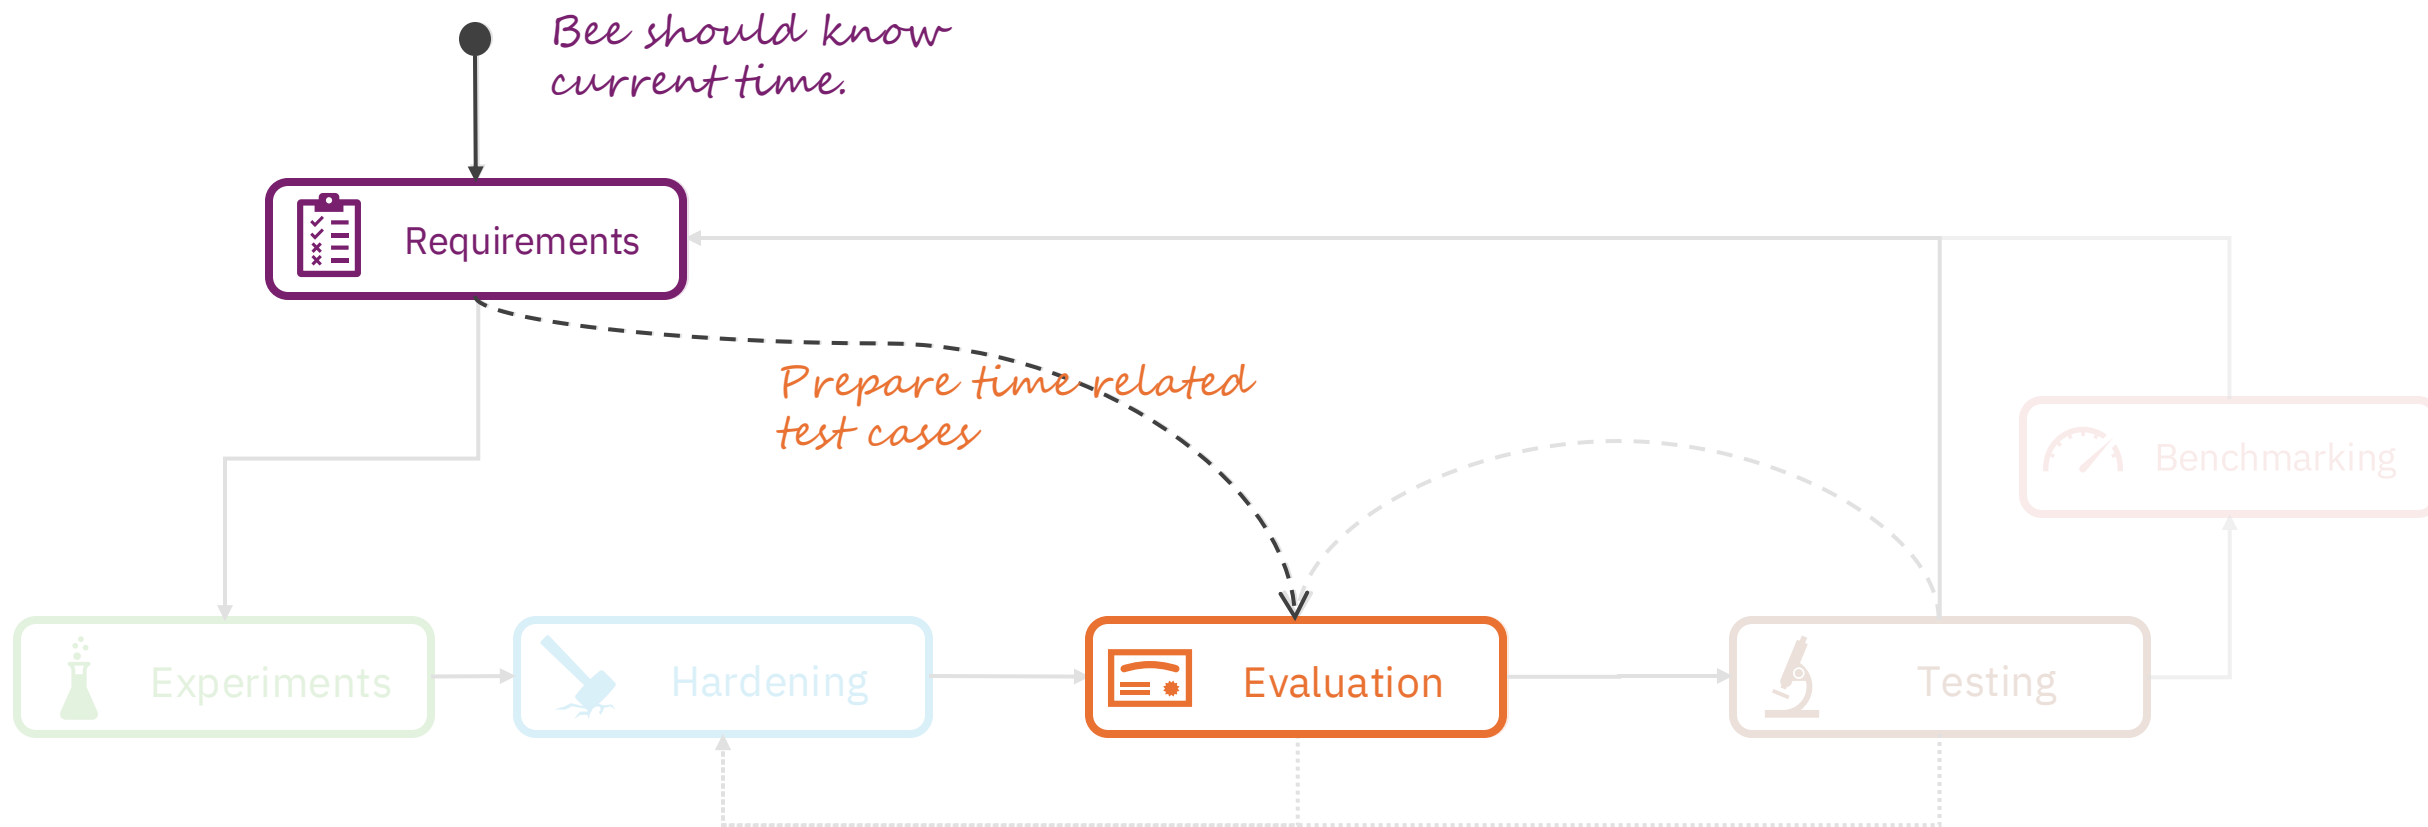 Bee should know
current time.
Requirements
Prepare time related
test cases
Benchmarking
Experiments
Hardening
Evaluation
Testing